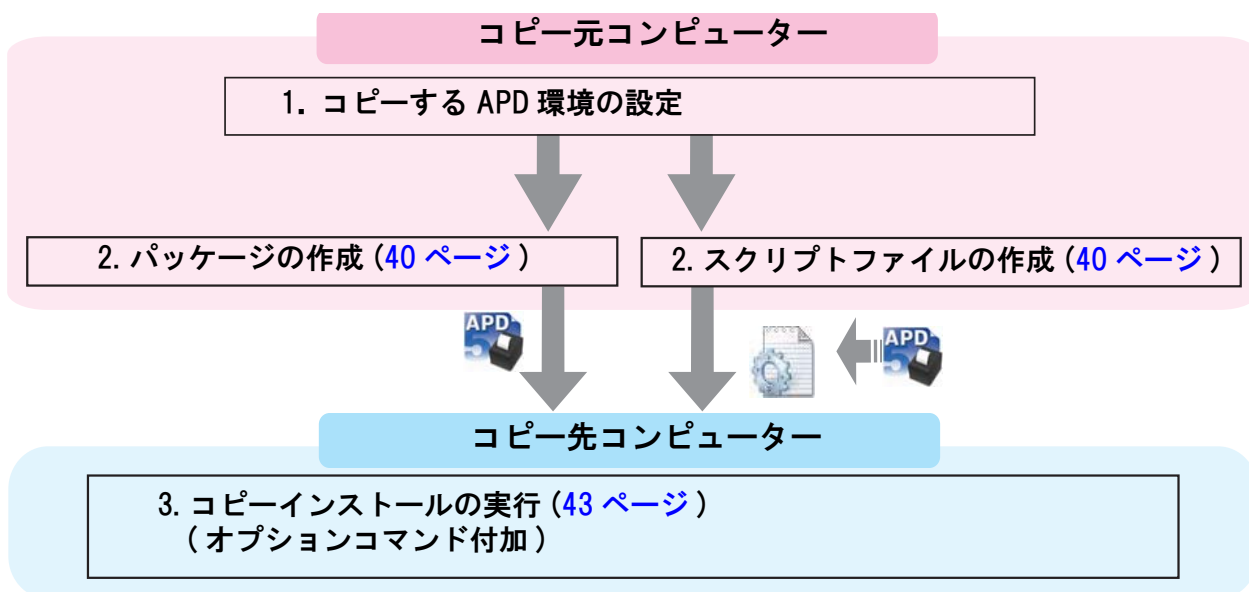 コピー元コンピューター
1. コピーする APD 環境の設定
2. パッケージの作成 (40 ページ)
2. スクリプトファイルの作成 (40 ページ)
APD
5
APD
5
コピー先コンピューター
3. コピーインストールの実行 (43 ページ)
(オプションコマンド付加)